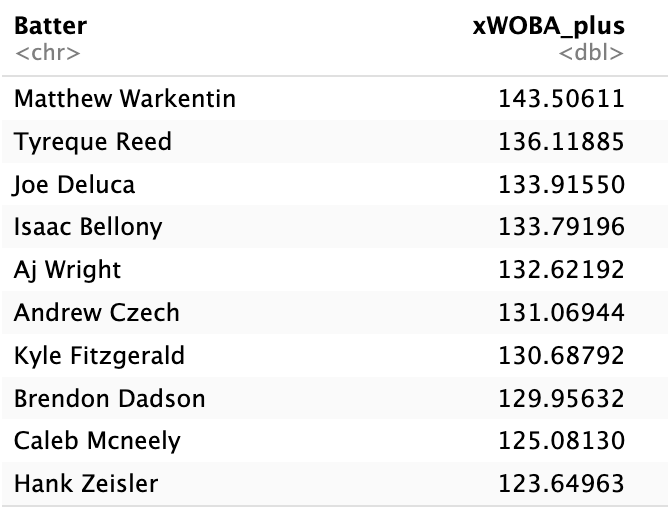 Batter xWOBA_plus
<chr> <dbl>
Matthew Warkentin 143.50611
Tyreque Reed 136.11885
Joe Deluca 133.91550
Isaac Bellony 133.79196
Aj Wright 132.62192
Andrew Czech 131.06944
Kyle Fitzgerald 130.68792
Brendon Dadson 129.95632
Caleb Mcneely 125.08130
Hank Zeisler 123.64963